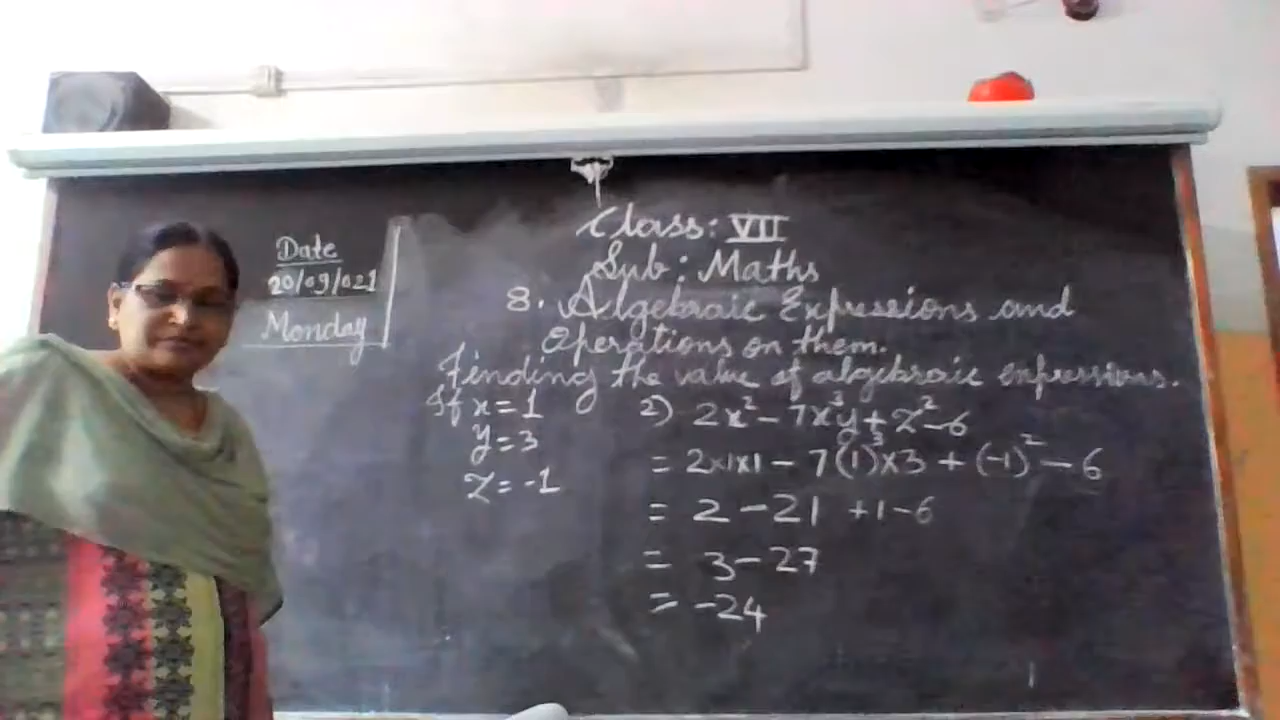 Date
20/09/021
Monday
Class: VII
Sub: Maths
8. Algebraic Expressions and
Operations on them.
Finding the value of algebraic expressions.
If x=1
y=3
z=-1
2) 2x²-7x³y+z²-6
= 2×1×1-7(1)³×3+(-1)²-6
= 2-21+1-6
= 3-27
= -24